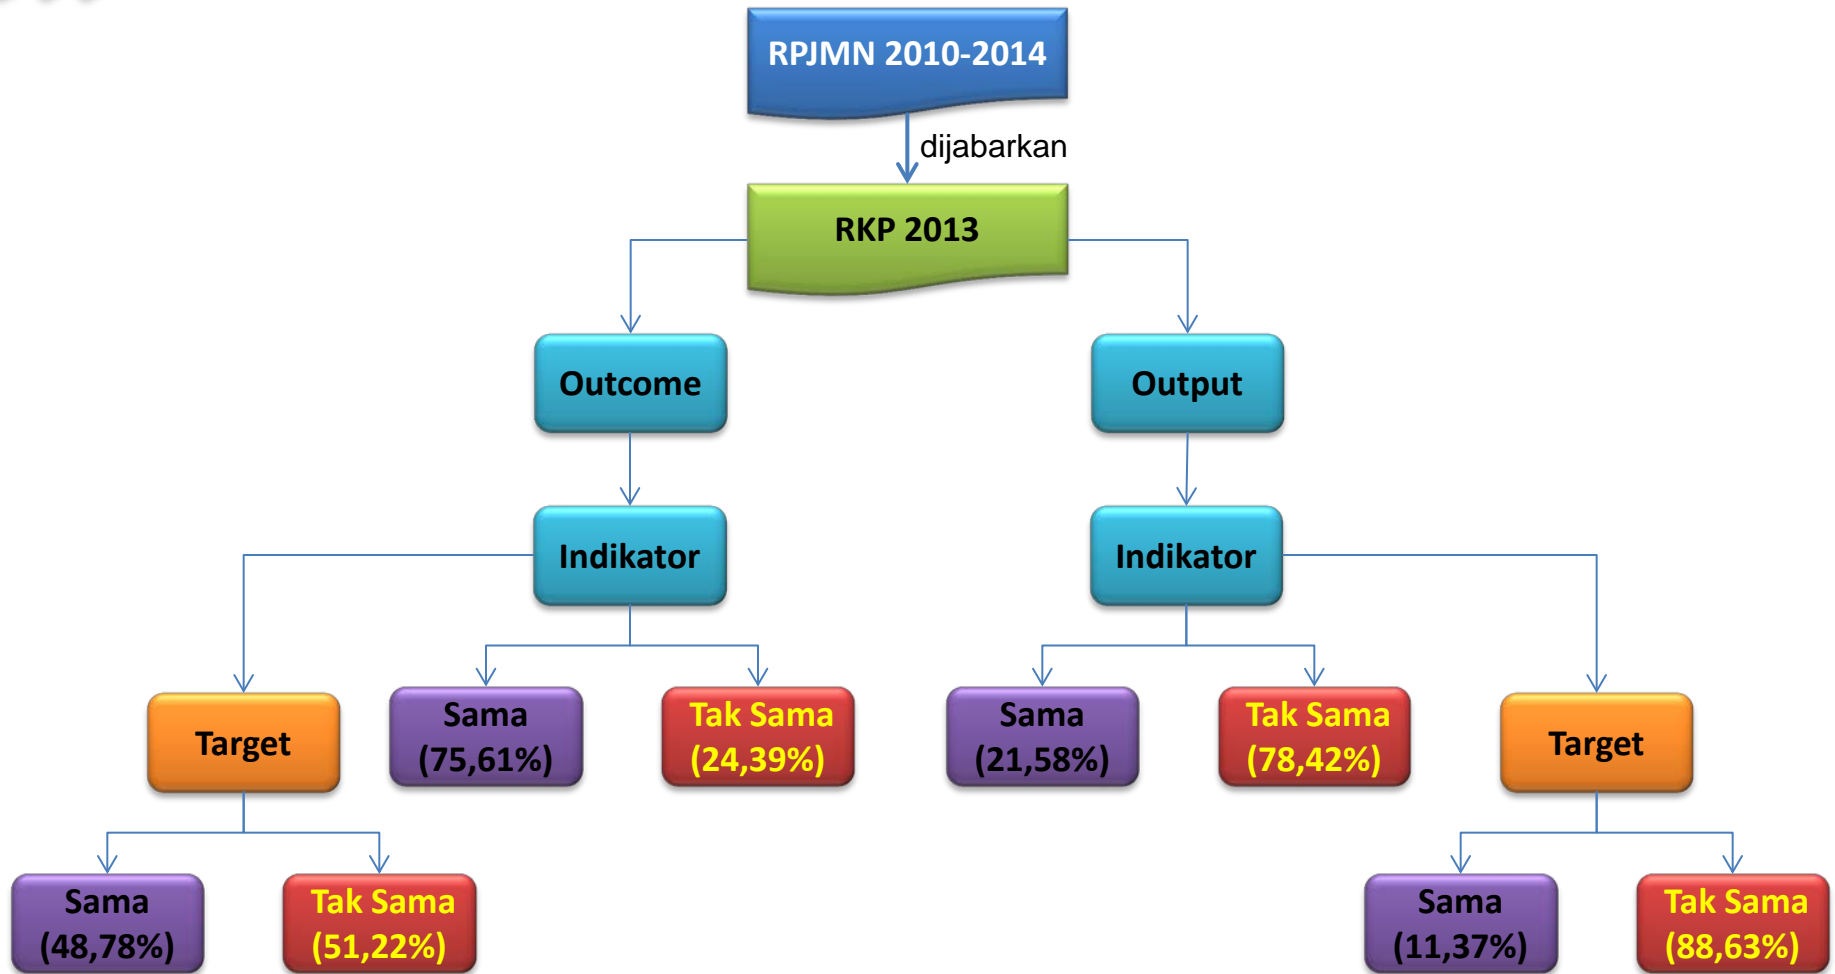 RPJMN 2010-2014
dijabarkan
RKP 2013
Outcome
Output
Indikator
Indikator
Target
Sama
(75,61%)
Tak Sama
(24,39%)
Sama
(21,58%)
Tak Sama
(78,42%)
Target
Sama
(48,78%)
Tak Sama
(51,22%)
Sama
(11,37%)
Tak Sama
(88,63%)